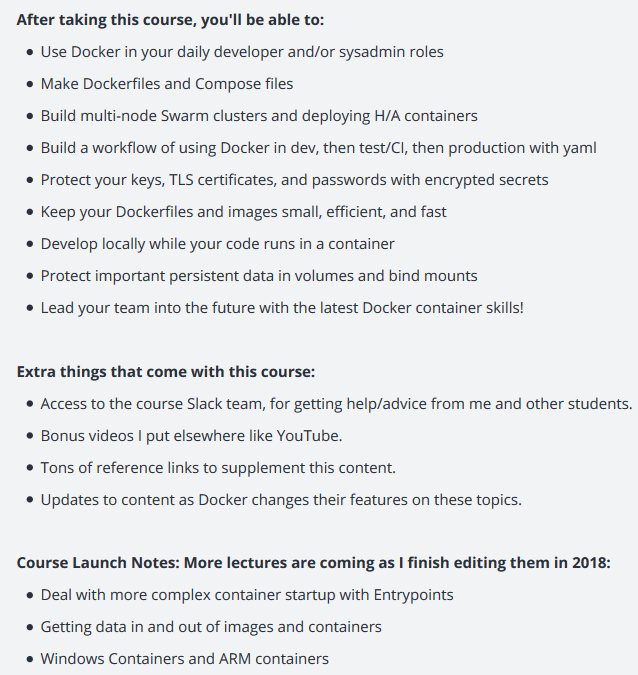 After taking this course, you'll be able to:
• Use Docker in your daily developer and/or sysadmin roles
• Make Dockerfiles and Compose files
• Build multi-node Swarm clusters and deploying H/A containers
• Build a workflow of using Docker in dev, then test/CI, then production with yaml
• Protect your keys, TLS certificates, and passwords with encrypted secrets
• Keep your Dockerfiles and images small, efficient, and fast
• Develop locally while your code runs in a container
• Protect important persistent data in volumes and bind mounts
• Lead your team into the future with the latest Docker container skills!
Extra things that come with this course:
• Access to the course Slack team, for getting help/advice from me and other students.
• Bonus videos I put elsewhere like YouTube.
• Tons of reference links to supplement this content.
• Updates to content as Docker changes their features on these topics.
Course Launch Notes: More lectures are coming as I finish editing them in 2018:
• Deal with more complex container startup with Entrypoints
• Getting data in and out of images and containers
• Windows Containers and ARM containers